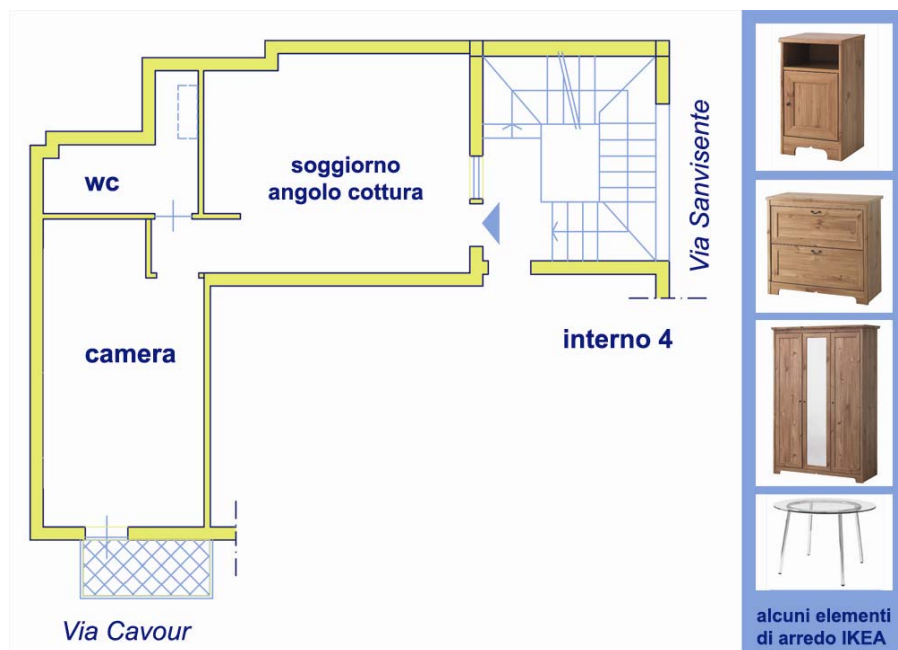 wc
soggiorno
angolo cottura
Via Sanvisente
camera
interno 4
Via Cavour
alcuni elementi
di arredo IKEA